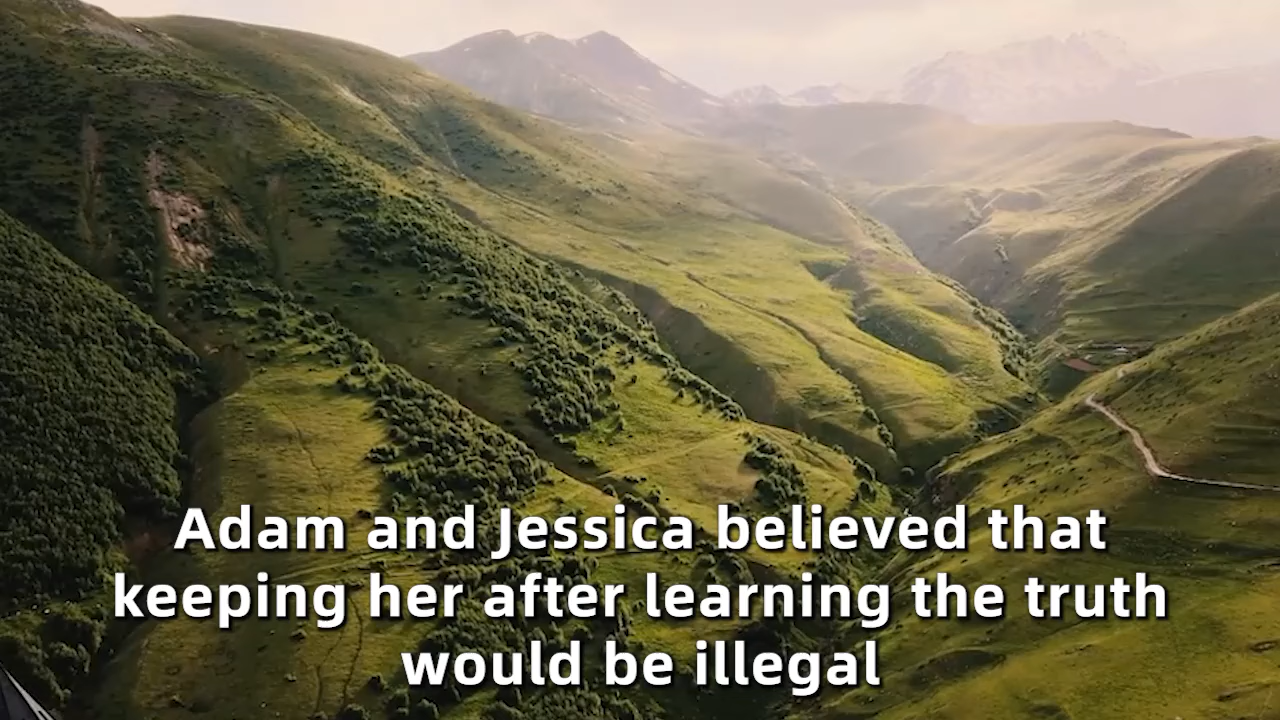 Adam and Jessica believed that
keeping her after learning the truth
would be illegal